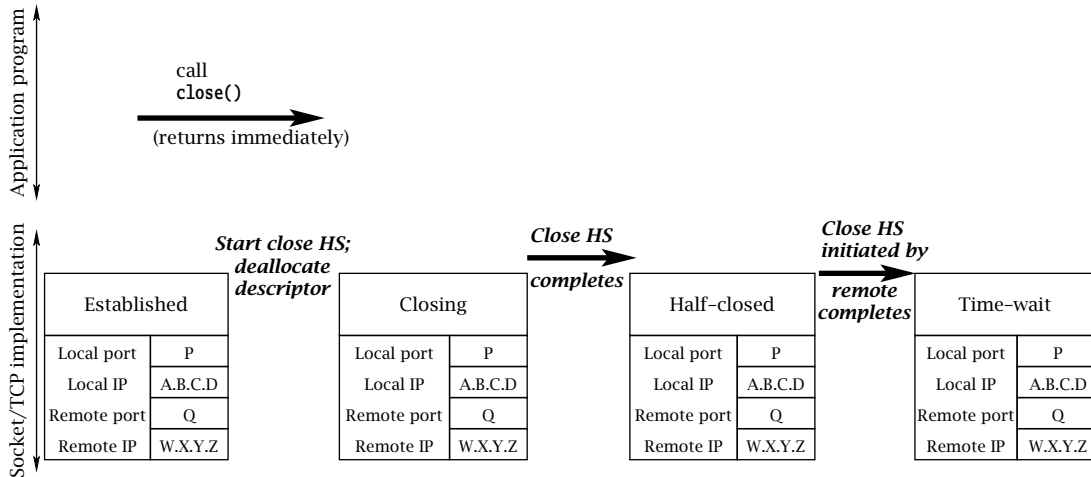 Application program
call
close()
(returns immediately)
Socket/TCP implementation
Start close HS;
deallocate
descriptor
Close HS
completes
Close HS
initiated by
remote
completes
Established
Local port P
Local IP A.B.C.D
Remote port Q
Remote IP W.X.Y.Z
Closing
Local port P
Local IP A.B.C.D
Remote port Q
Remote IP W.X.Y.Z
Half-closed
Local port P
Local IP A.B.C.D
Remote port Q
Remote IP W.X.Y.Z
Time-wait
Local port P
Local IP A.B.C.D
Remote port Q
Remote IP W.X.Y.Z